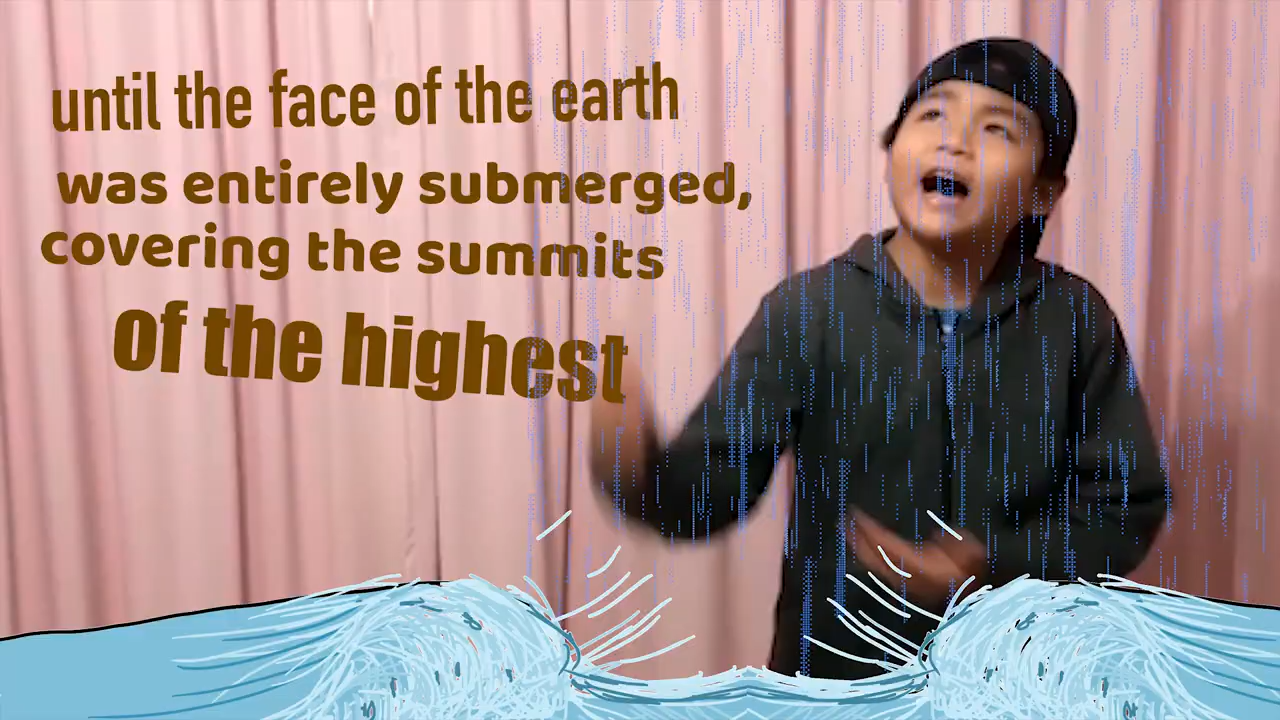 until the face of the earth
was entirely submerged,
covering the summits
of the highest